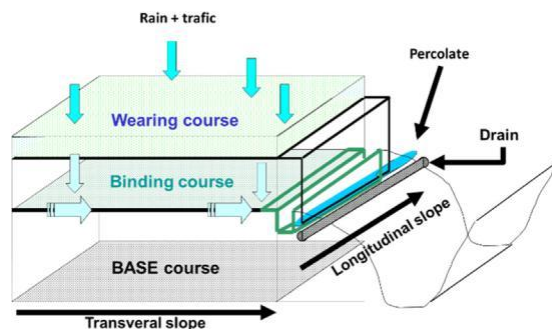 Rain + trafic
Percolate
Wearing course
Drain
Binding course
Longitudinal slope
BASE course
Transveral slope